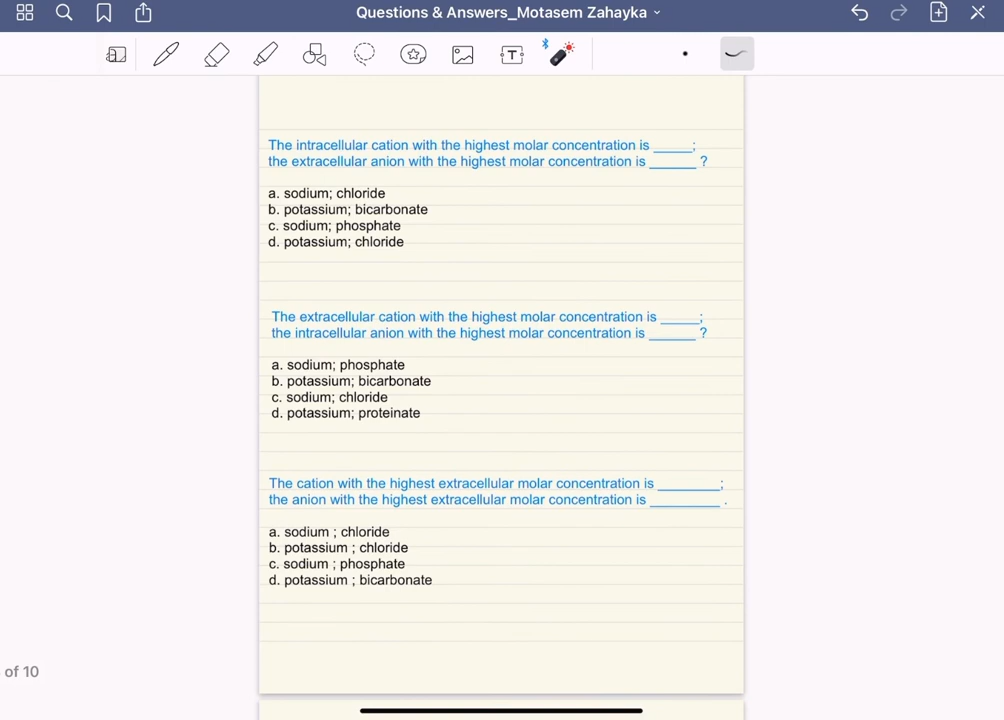 Questions & Answers_Motasem Zahayka
T
The intracellular cation with the highest molar concentration is _____;
the extracellular anion with the highest molar concentration is ______ ?
a. sodium; chloride
b. potassium; bicarbonate
c. sodium; phosphate
d. potassium; chloride
The extracellular cation with the highest molar concentration is _____;
the intracellular anion with the highest molar concentration is ______ ?
a. sodium; phosphate
b. potassium; bicarbonate
c. sodium; chloride
d. potassium; proteinate
The cation with the highest extracellular molar concentration is ________;
the anion with the highest extracellular molar concentration is _________ .
a. sodium ; chloride
b. potassium ; chloride
c. sodium ; phosphate
d. potassium ; bicarbonate
of 10